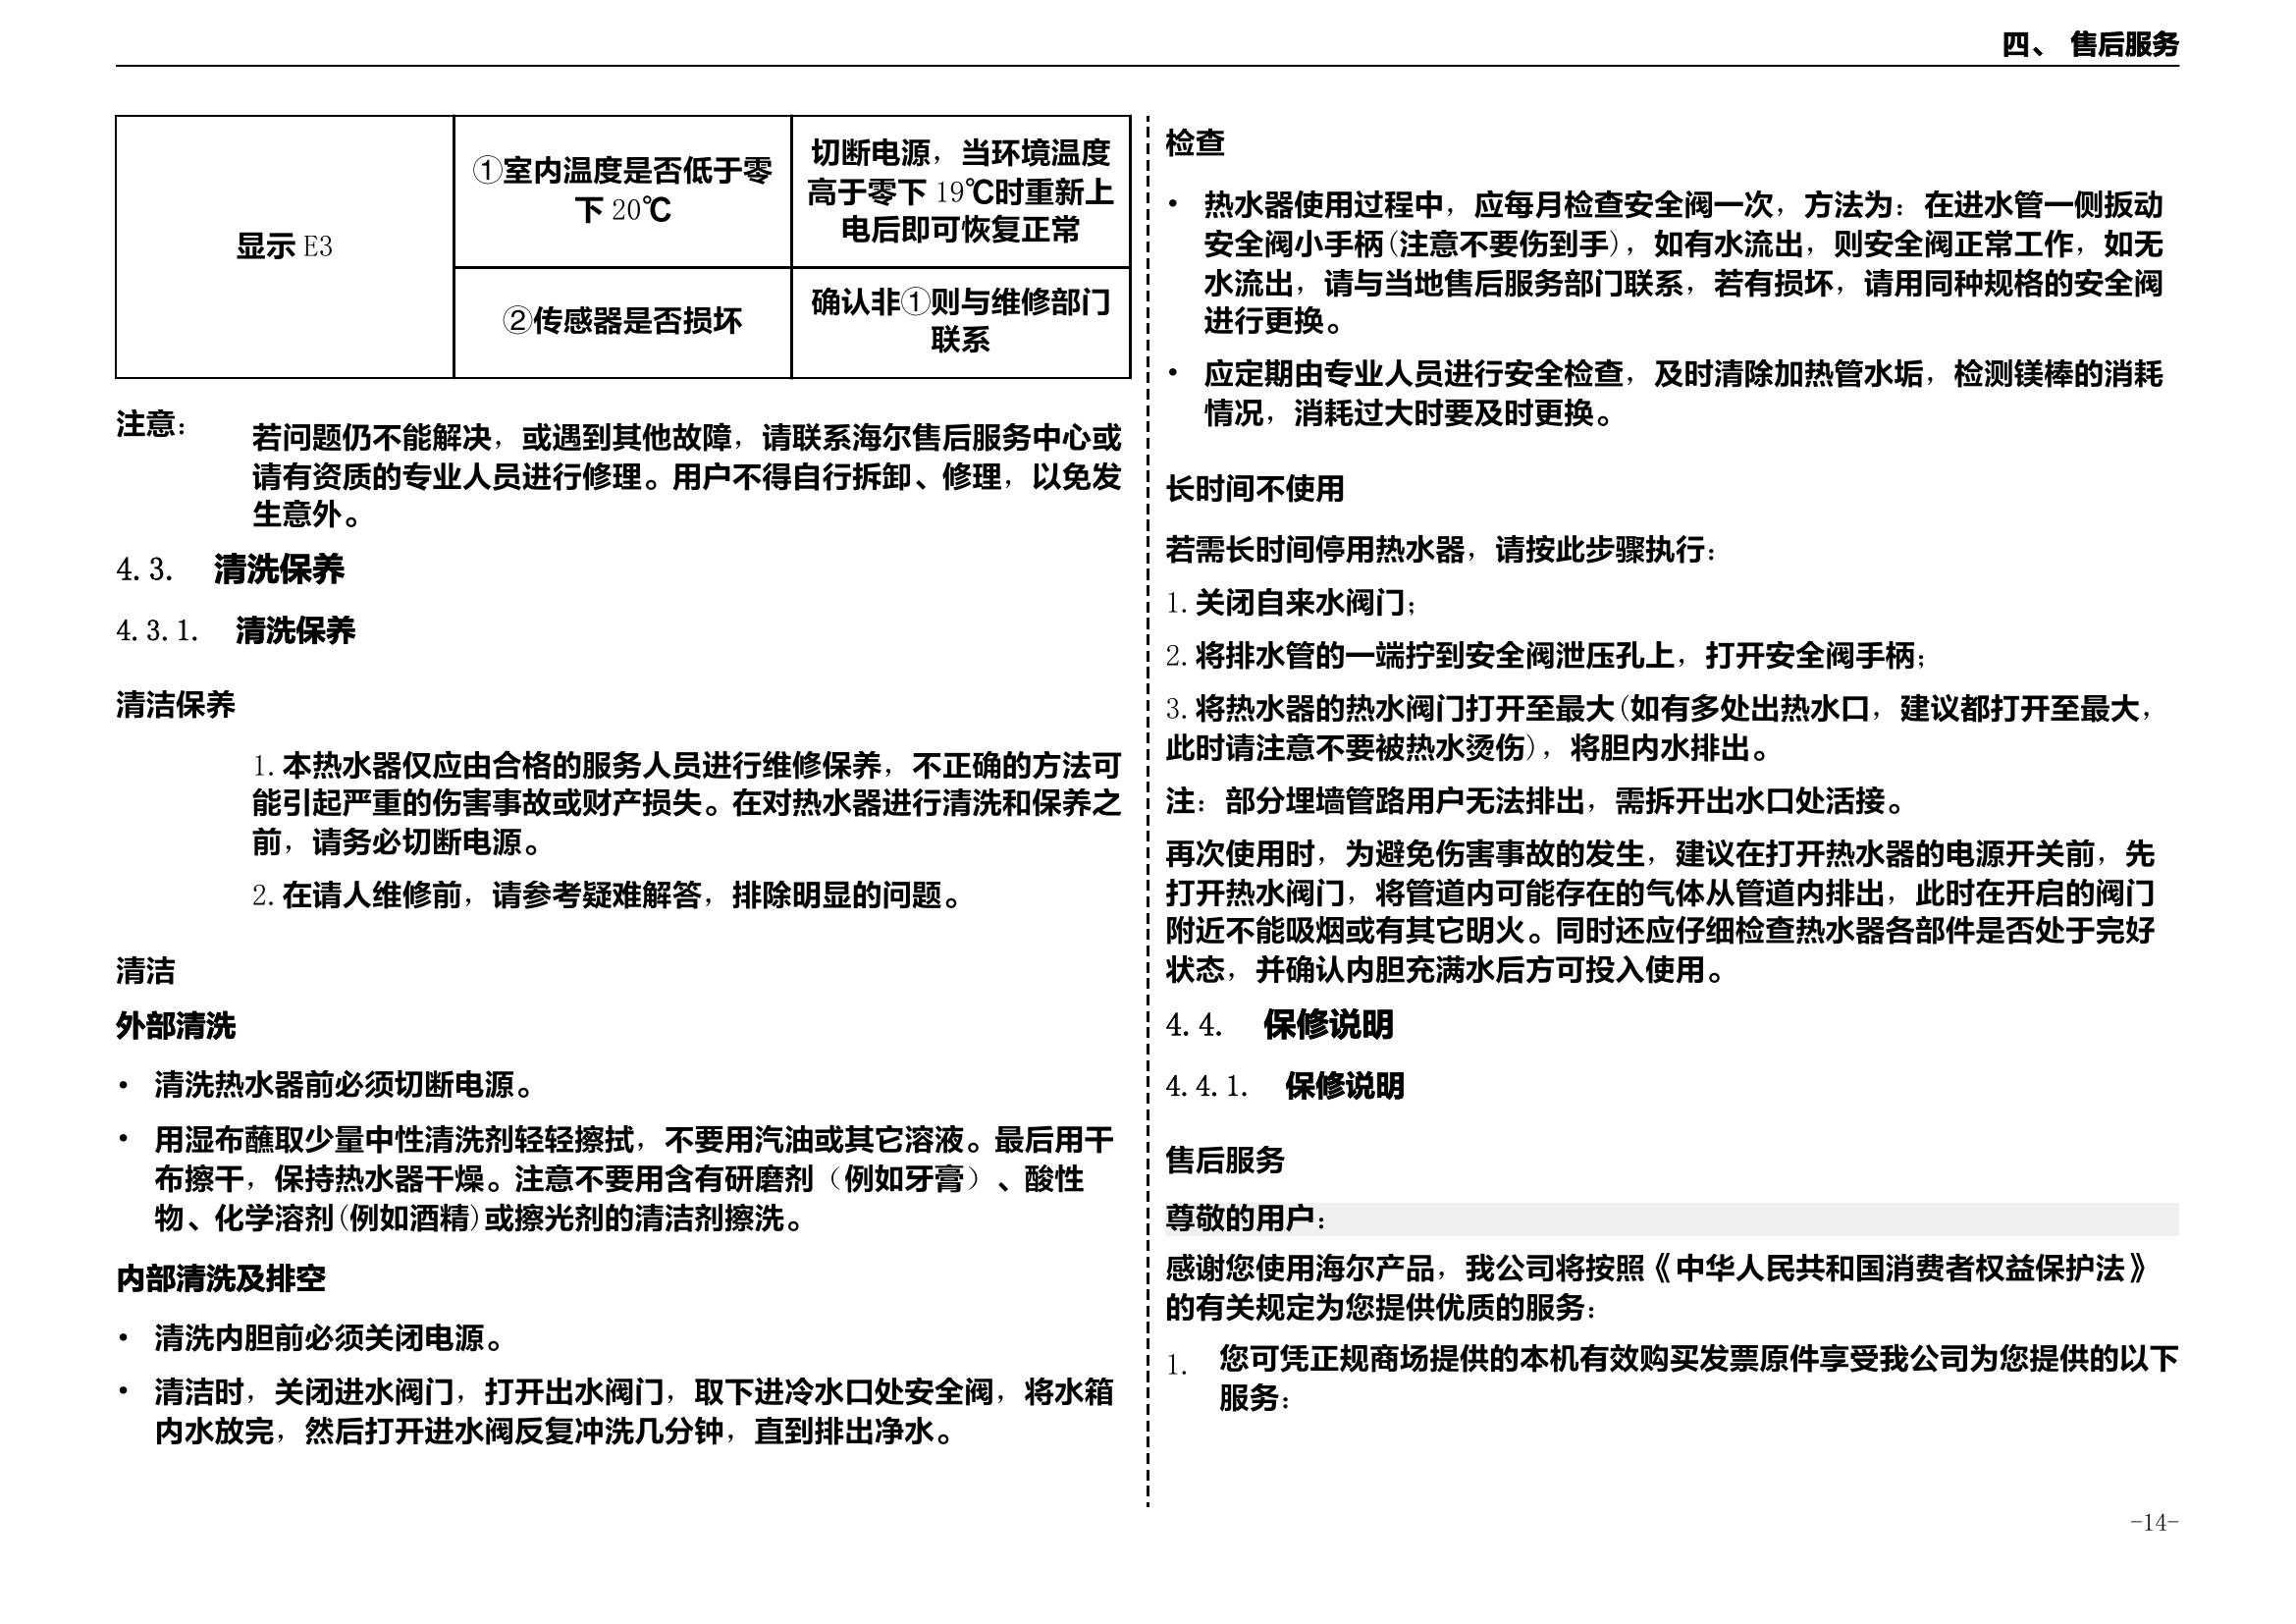 四、 售后服务
显示 E3
①室内温度是否低于零
下 20℃
切断电源，当环境温度
高于零下 19℃时重新上
电后即可恢复正常
②传感器是否损坏
确认非①则与维修部门
联系
注意：
若问题仍不能解决，或遇到其他故障，请联系海尔售后服务中心或
请有资质的专业人员进行修理。用户不得自行拆卸、修理，以免发
生意外。
4.3. 清洗保养
4.3.1. 清洗保养
清洁保养
1. 本热水器仅应由合格的服务人员进行维修保养，不正确的方法可
能引起严重的伤害事故或财产损失。在对热水器进行清洗和保养之
前，请务必切断电源。
2. 在请人维修前，请参考疑难解答，排除明显的问题。
清洁
外部清洗
• 清洗热水器前必须切断电源。
• 用湿布蘸取少量中性清洗剂轻轻擦拭，不要用汽油或其它溶液。最后用干
布擦干，保持热水器干燥。注意不要用含有研磨剂（例如牙膏）、酸性
物、化学溶剂(例如酒精)或擦光剂的清洁剂擦洗。
内部清洗及排空
• 清洗内胆前必须关闭电源。
• 清洁时，关闭进水阀门，打开出水阀门，取下进冷水口处安全阀，将水箱
内水放完，然后打开进水阀反复冲洗几分钟，直到排出净水。
检查
• 热水器使用过程中，应每月检查安全阀一次，方法为：在进水管一侧扳动
安全阀小手柄(注意不要伤到手)，如有水流出，则安全阀正常工作，如无
水流出，请与当地售后服务部门联系，若有损坏，请用同种规格的安全阀
进行更换。
• 应定期由专业人员进行安全检查，及时清除加热管水垢，检测镁棒的消耗
情况，消耗过大时要及时更换。
长时间不使用
若需长时间停用热水器，请按此步骤执行：
1. 关闭自来水阀门；
2. 将排水管的一端拧到安全阀泄压孔上，打开安全阀手柄；
3. 将热水器的热水阀门打开至最大(如有多处出热水口，建议都打开至最大，
此时请注意不要被热水烫伤)，将胆内水排出。
注：部分埋墙管路用户无法排出，需拆开出水口处活接。
再次使用时，为避免伤害事故的发生，建议在打开热水器的电源开关前，先
打开热水阀门，将管道内可能存在的气体从管道内排出，此时在开启的阀门
附近不能吸烟或有其它明火。同时还应仔细检查热水器各部件是否处于完好
状态，并确认内胆充满水后方可投入使用。
4.4. 保修说明
4.4.1. 保修说明
售后服务
尊敬的用户：
感谢您使用海尔产品，我公司将按照《中华人民共和国消费者权益保护法》
的有关规定为您提供优质的服务：
1. 您可凭正规商场提供的本机有效购买发票原件享受我公司为您提供的以下
服务：
-14-